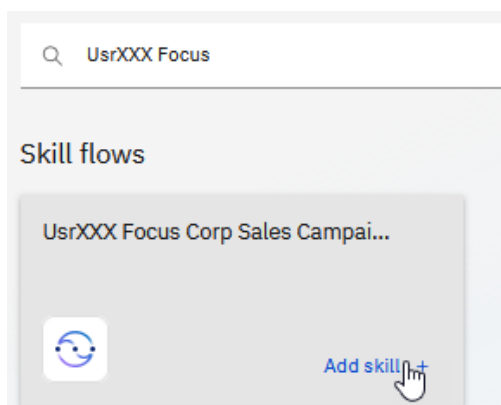 UsrXXX Focus
Skill flows
UsrXXX Focus Corp Sales Campai...
Add skill +